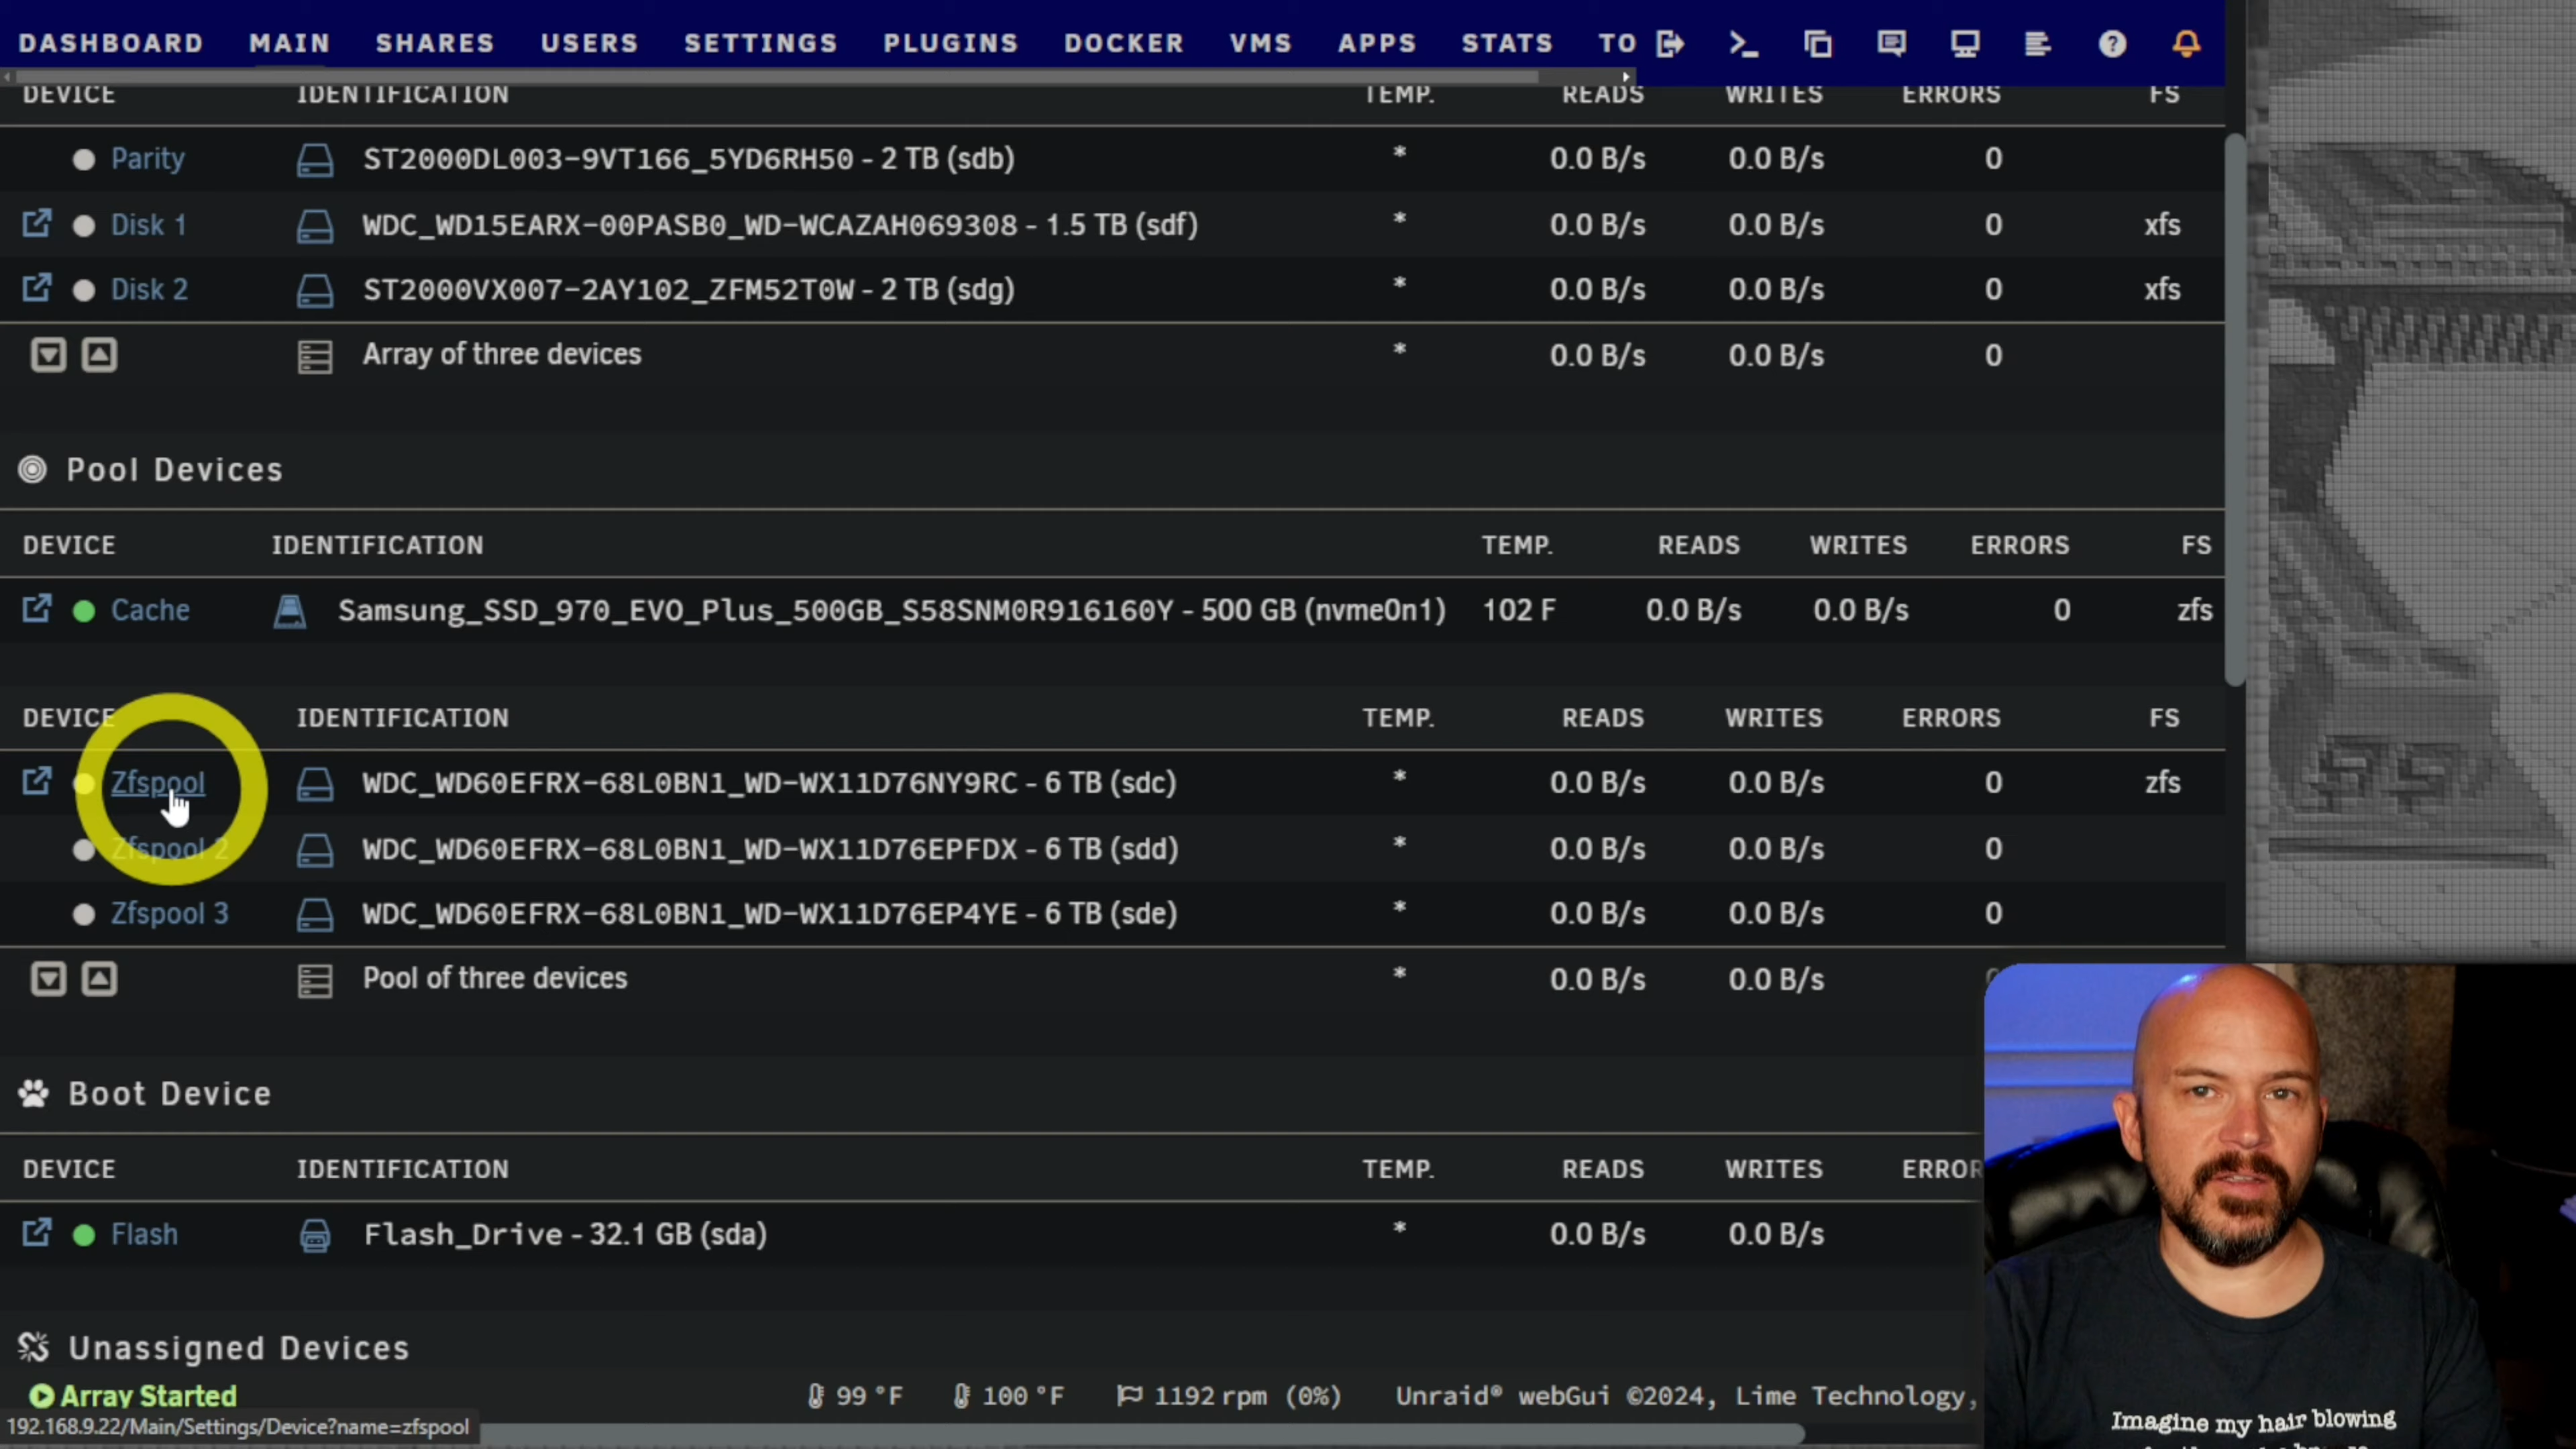 DASHBOARD MAIN SHARES USERS SETTINGS PLUGINS DOCKER VMS APPS STATS TO
DEVICE IDENTIFICATION TEMP. READS WRITES ERRORS FS
Parity ST2000DL003-9VT166_5YD6RH50 - 2 TB (sdb) * 0.0 B/s 0.0 B/s 0
Disk 1 WDC_WD15EARX-00PASB0_WD-WCAZAH069308 - 1.5 TB (sdf) * 0.0 B/s 0.0 B/s 0 xfs
Disk 2 ST2000VX007-2AY102_ZFM52T0W - 2 TB (sdg) * 0.0 B/s 0.0 B/s 0 xfs
Array of three devices * 0.0 B/s 0.0 B/s 0
Pool Devices
DEVICE IDENTIFICATION TEMP. READS WRITES ERRORS FS
Cache Samsung_SSD_970_EVO_Plus_500GB_S58SNM0R916160Y - 500 GB (nvme0n1) 102 F 0.0 B/s 0.0 B/s 0 zfs
DEVICE IDENTIFICATION TEMP. READS WRITES ERRORS FS
Zfspool WDC_WD60EFRX-68L0BN1_WD-WX11D76NY9RC - 6 TB (sdc) * 0.0 B/s 0.0 B/s 0 zfs
Zfspool 2 WDC_WD60EFRX-68L0BN1_WD-WX11D76EPFDX - 6 TB (sdd) * 0.0 B/s 0.0 B/s 0
Zfspool 3 WDC_WD60EFRX-68L0BN1_WD-WX11D76EP4YE - 6 TB (sde) * 0.0 B/s 0.0 B/s 0
Pool of three devices * 0.0 B/s 0.0 B/s
Boot Device
DEVICE IDENTIFICATION TEMP. READS WRITES ERROR
Flash Flash_Drive - 32.1 GB (sda) * 0.0 B/s 0.0 B/s
Unassigned Devices
Array Started 99 °F 100 °F 1192 rpm (0%) Unraid® webGui ©2024, Lime Technology,
192.168.9.22/Main/Settings/Device?name=zfspool
Imagine my hair blowing